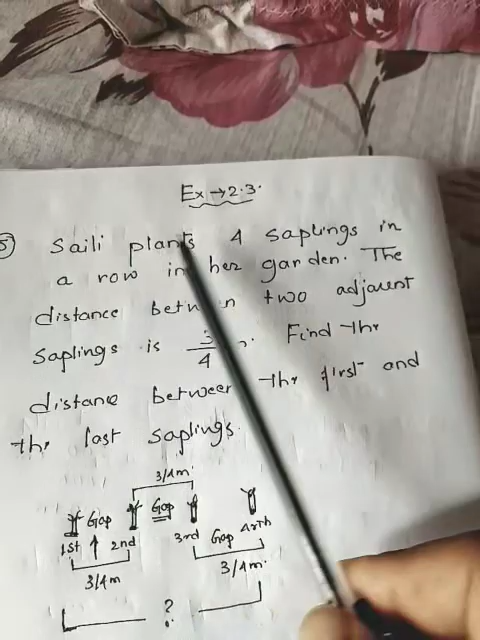 Ex → 2.3.
5) Saili plants 4 saplings in
a row in her garden. The
distance between two adjacent
saplings is 3/4 m. Find the
distance between the first and
the last saplings.
3/4m.
Gap Gap
1st 2nd 3rd 4th
Gap
3/4m 3/4m.
?